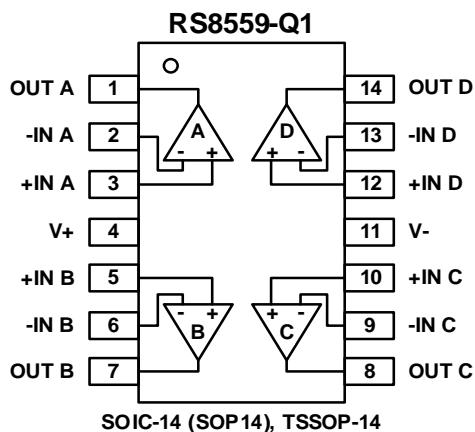 RS8559-Q1
OUT A 1 14 OUT D
-IN A 2 A D 13 -IN D
- + + -
+IN A 3 12 +IN D
V+ 4 11 V-
+IN B 5 10 +IN C
- + + -
-IN B 6 B C 9 -IN C
OUT B 7 8 OUT C
SOIC-14 (SOP14), TSSOP-14